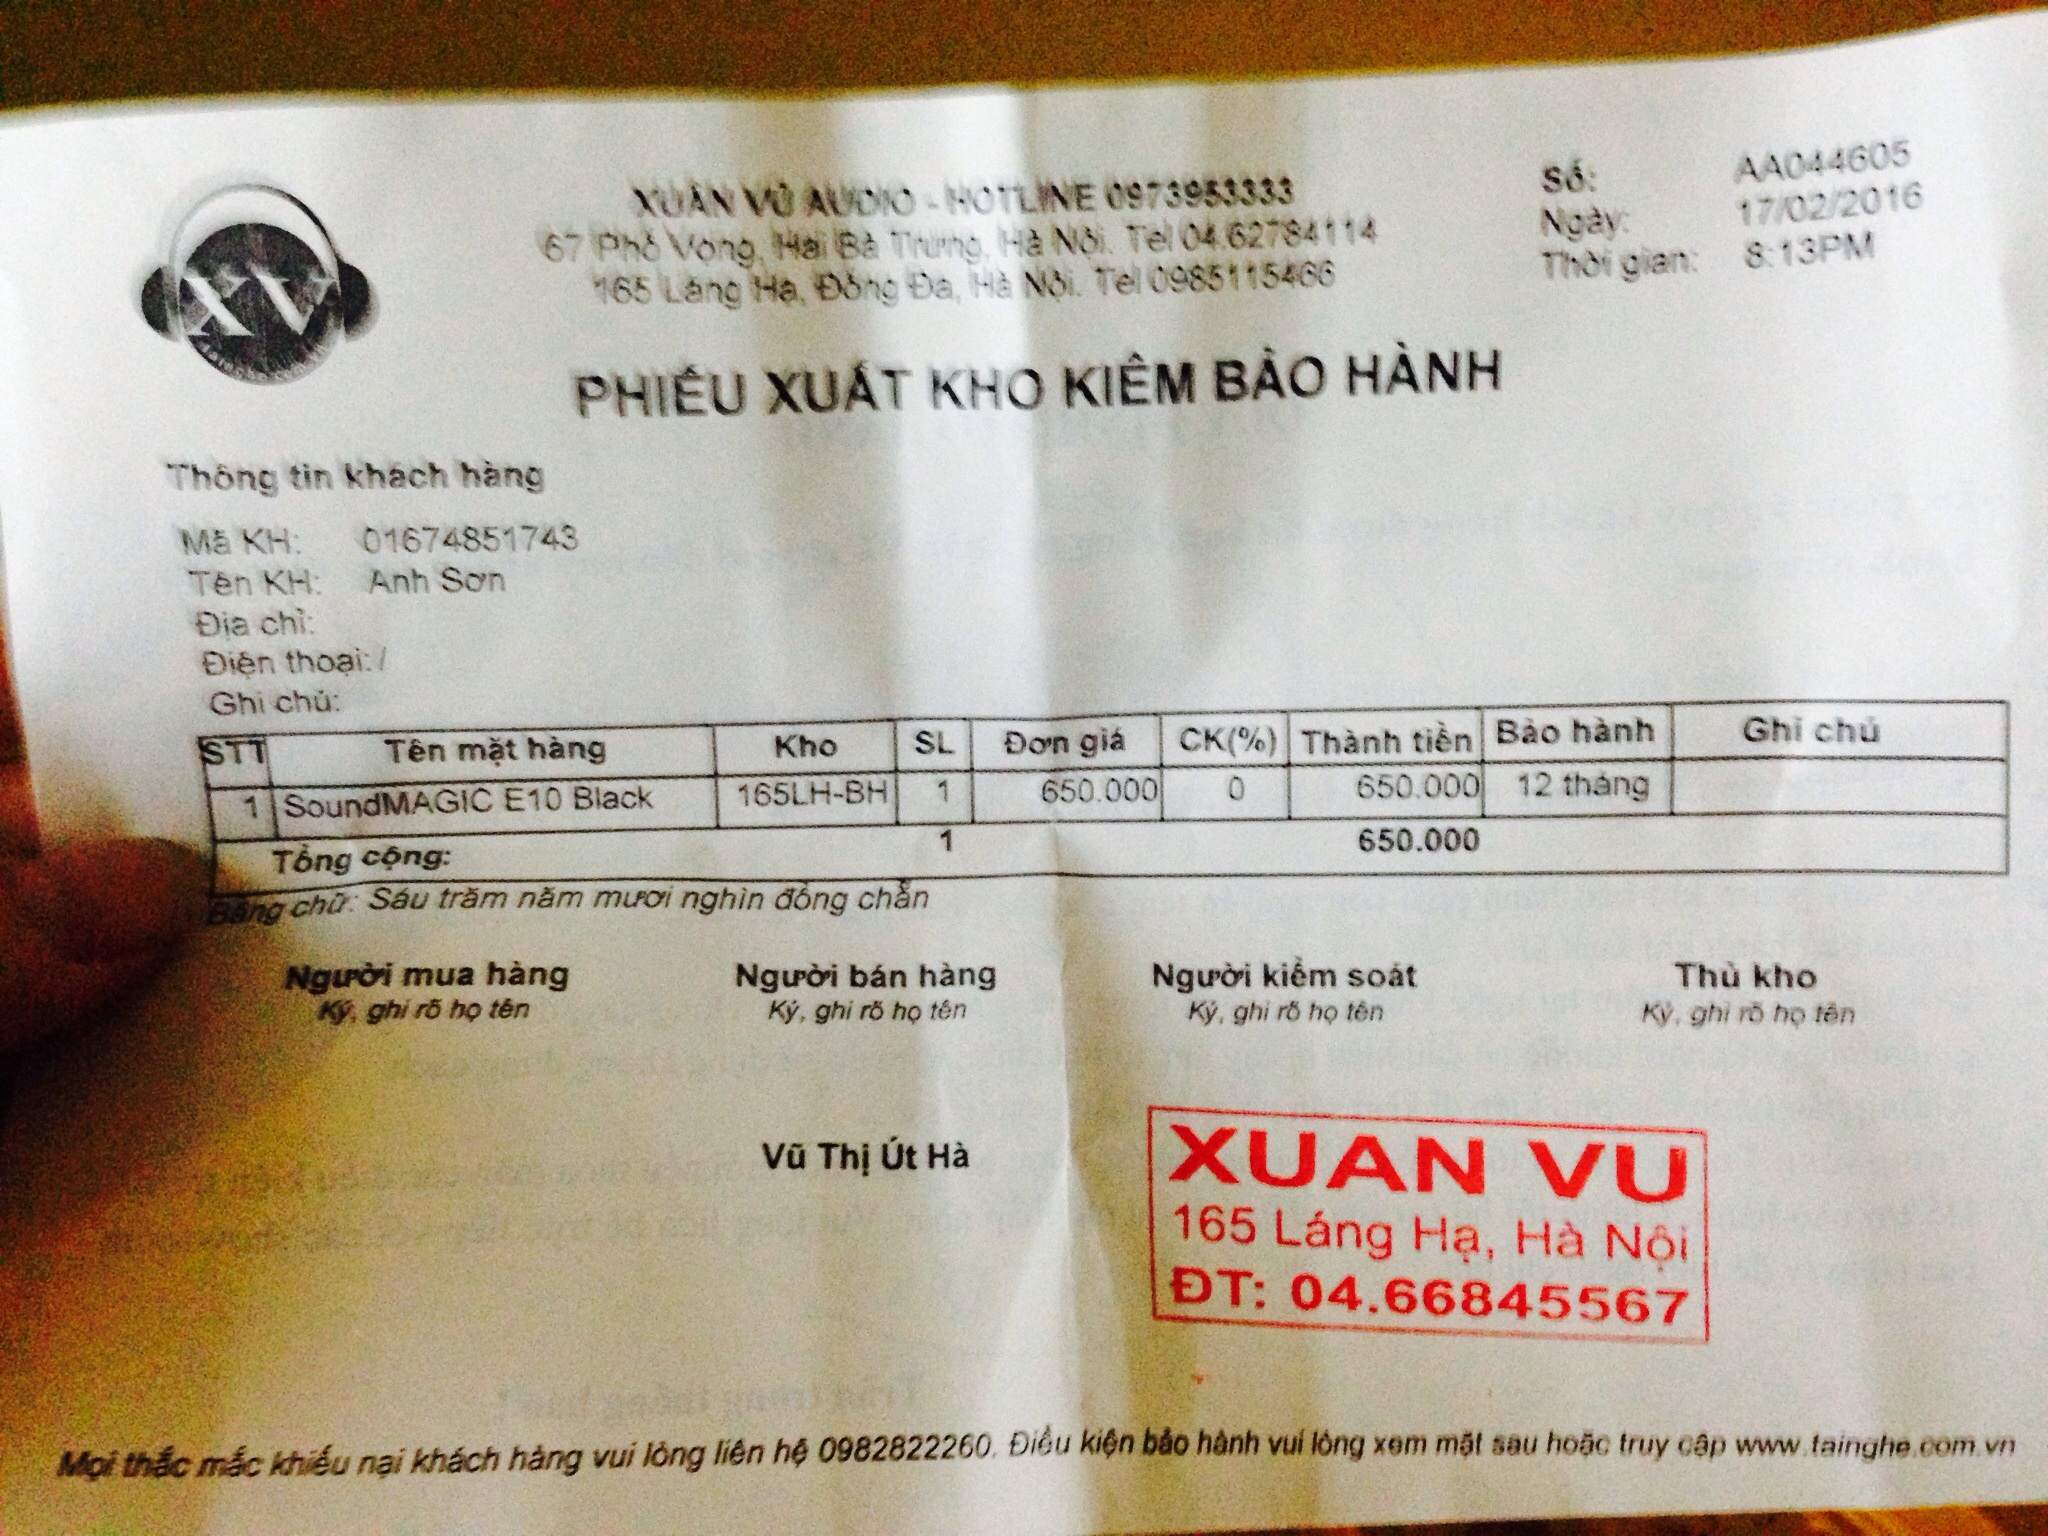 XV
XUÂN VŨ AUDIO - HOTLINE 0973953333
67 Phố Vọng, Hai Bà Trưng, Hà Nội. Tel 04.62784114
165 Láng Hạ, Đống Đa, Hà Nội. Tel 0985115466
Số: AA044605
Ngày: 17/02/2016
Thời gian: 8:13PM
PHIẾU XUẤT KHO KIÊM BẢO HÀNH
Thông tin khách hàng
Mã KH: 01674851743
Tên KH: Anh Sơn
Địa chỉ:
Điện thoại: /
Ghi chú:
STT Tên mặt hàng Kho SL Đơn giá CK(%) Thành tiền Bảo hành Ghi chú
1 SoundMAGIC E10 Black 165LH-BH 1 650.000 0 650.000 12 tháng
Tổng cộng: 1 650.000
Bằng chữ: Sáu trăm năm mươi nghìn đồng chẵn
Người mua hàng Người bán hàng Người kiểm soát Thủ kho
Ký, ghi rõ họ tên Ký, ghi rõ họ tên Ký, ghi rõ họ tên Ký, ghi rõ họ tên
Vũ Thị Út Hà
XUAN VU
165 Láng Hạ, Hà Nội
ĐT: 04.66845567
Mọi thắc mắc khiếu nại khách hàng vui lòng liên hệ 0982822260. Điều kiện bảo hành vui lòng xem mặt sau hoặc truy cập www.tainghe.com.vn